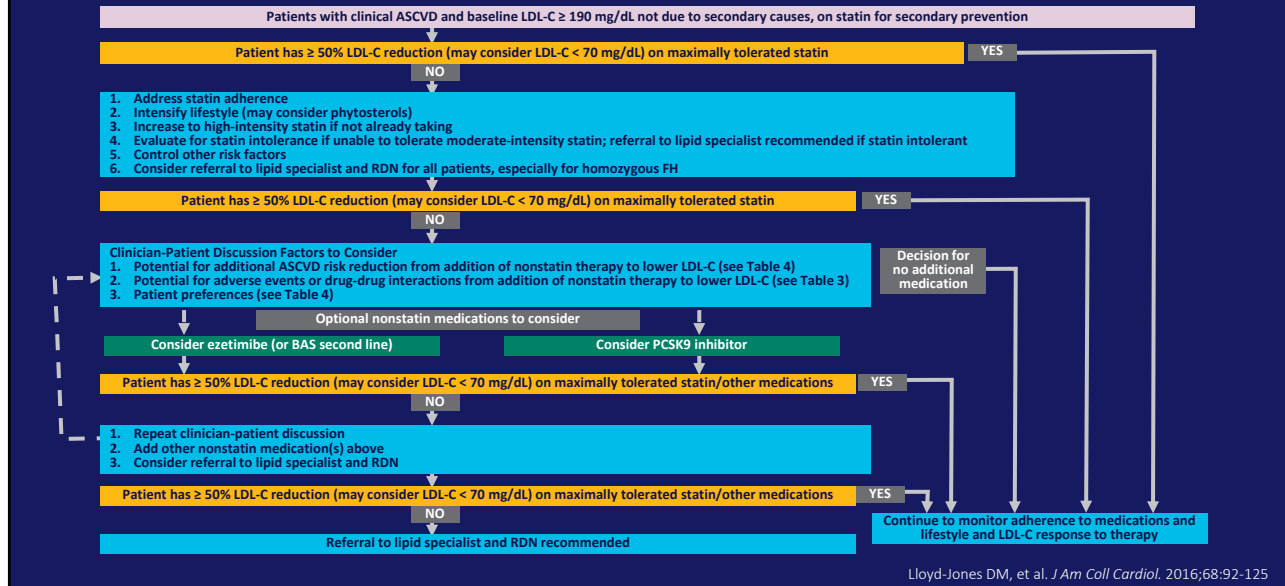 Patients with clinical ASCVD and baseline LDL-C ≥ 190 mg/dL not due to secondary causes, on statin for secondary prevention
Patient has ≥ 50% LDL-C reduction (may consider LDL-C < 70 mg/dL) on maximally tolerated statin
YES
NO
1. Address statin adherence
2. Intensify lifestyle (may consider phytosterols)
3. Increase to high-intensity statin if not already taking
4. Evaluate for statin intolerance if unable to tolerate moderate-intensity statin; referral to lipid specialist recommended if statin intolerant
5. Control other risk factors
6. Consider referral to lipid specialist and RDN for all patients, especially for homozygous FH
Patient has ≥ 50% LDL-C reduction (may consider LDL-C < 70 mg/dL) on maximally tolerated statin
YES
NO
Clinician-Patient Discussion Factors to Consider
1. Potential for additional ASCVD risk reduction from addition of nonstatin therapy to lower LDL-C (see Table 4)
2. Potential for adverse events or drug-drug interactions from addition of nonstatin therapy to lower LDL-C (see Table 3)
3. Patient preferences (see Table 4)
Decision for
no additional
medication
Optional nonstatin medications to consider
Consider ezetimibe (or BAS second line)
Consider PCSK9 inhibitor
Patient has ≥ 50% LDL-C reduction (may consider LDL-C < 70 mg/dL) on maximally tolerated statin/other medications
YES
NO
1. Repeat clinician-patient discussion
2. Add other nonstatin medication(s) above
3. Consider referral to lipid specialist and RDN
Patient has ≥ 50% LDL-C reduction (may consider LDL-C < 70 mg/dL) on maximally tolerated statin/other medications
YES
NO
Continue to monitor adherence to medications and
lifestyle and LDL-C response to therapy
Referral to lipid specialist and RDN recommended
Lloyd-Jones DM, et al. J Am Coll Cardiol. 2016;68:92-125